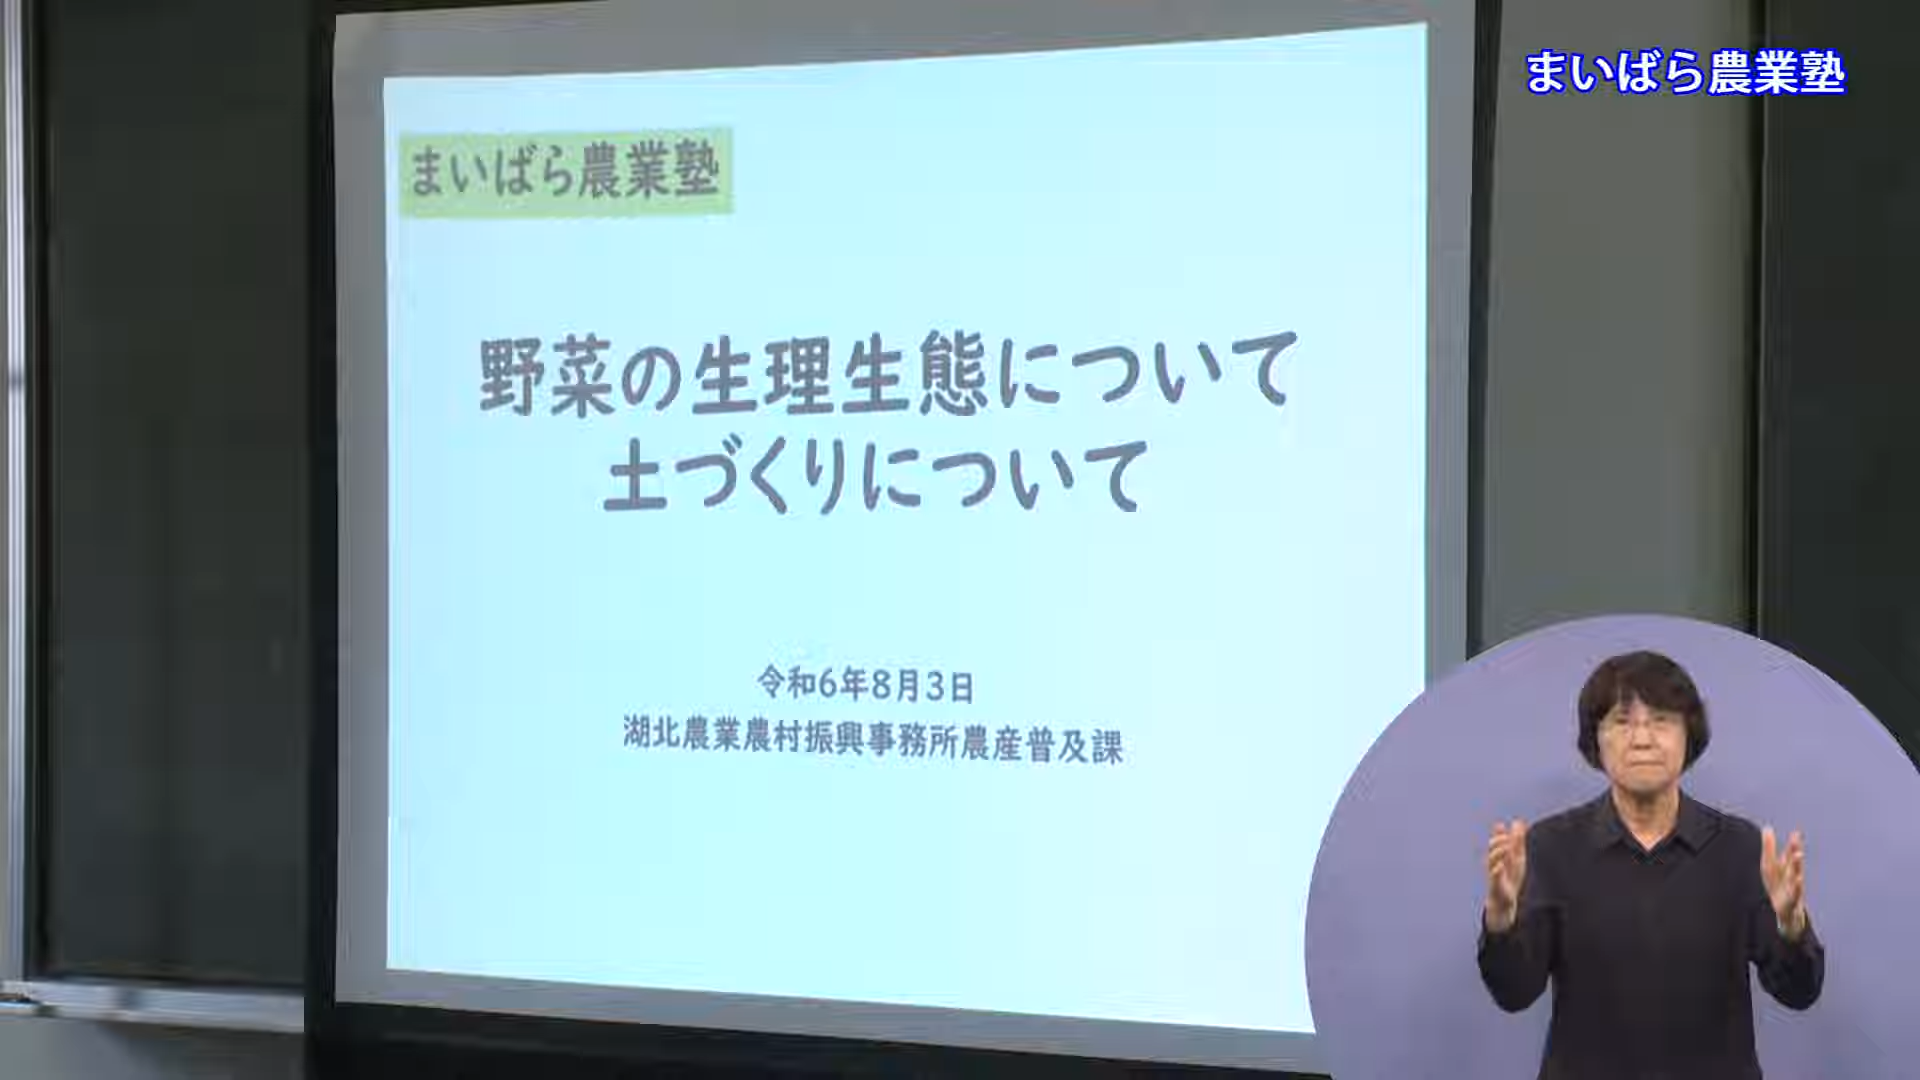 まいばら農業塾
まいばら農業塾
野菜の生理生態について
土づくりについて
令和6年8月3日
湖北農業農村振興事務所農産普及課